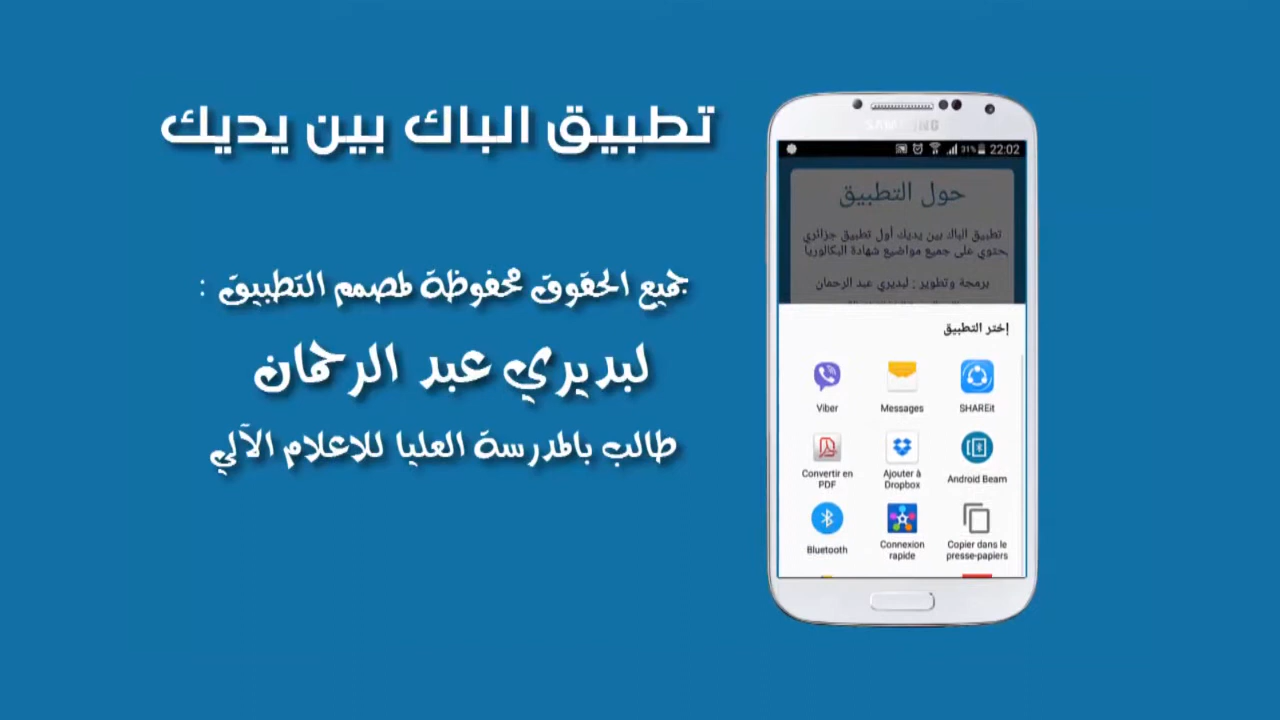 تطبيق الباك بين يديك
جميع الحقوق محفوظة لمصمم التطبيق :
لبديري عبد الرحمان
طالب بالمدرسة العليا للاعلام الآلي
SAMSUNG
31% 22:02
حول التطبيق
تطبيق الباك بين يديك أول تطبيق جزائري
يحتوي على جميع مواضيع شهادة البكالوريا
برمجة وتطوير : لبديري عبد الرحمان
إختر التطبيق
Viber Messages SHAREit
Convertir en PDF Ajouter à Dropbox Android Beam
Bluetooth Connexion rapide Copier dans le presse-papiers